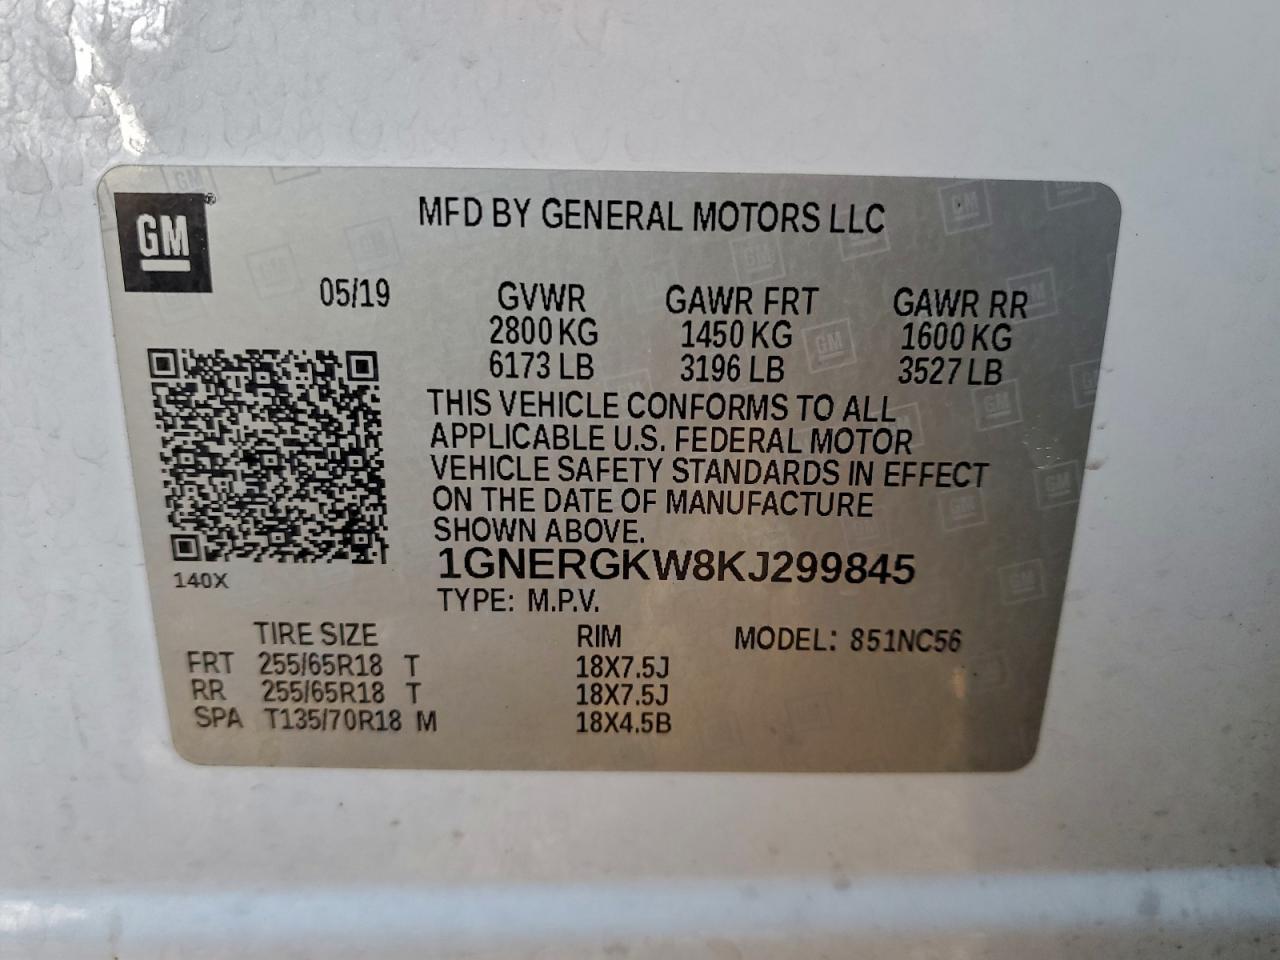 GM®
MFD BY GENERAL MOTORS LLC
05/19 GVWR GAWR FRT GAWR RR
2800 KG 1450 KG 1600 KG
6173 LB 3196 LB 3527 LB
THIS VEHICLE CONFORMS TO ALL
APPLICABLE U.S. FEDERAL MOTOR
VEHICLE SAFETY STANDARDS IN EFFECT
ON THE DATE OF MANUFACTURE
SHOWN ABOVE.
1GNERGKW8KJ299845
140X
TYPE: M.P.V.
TIRE SIZE RIM MODEL: 851NC56
FRT 255/65R18 T 18X7.5J
RR 255/65R18 T 18X7.5J
SPA T135/70R18 M 18X4.5B